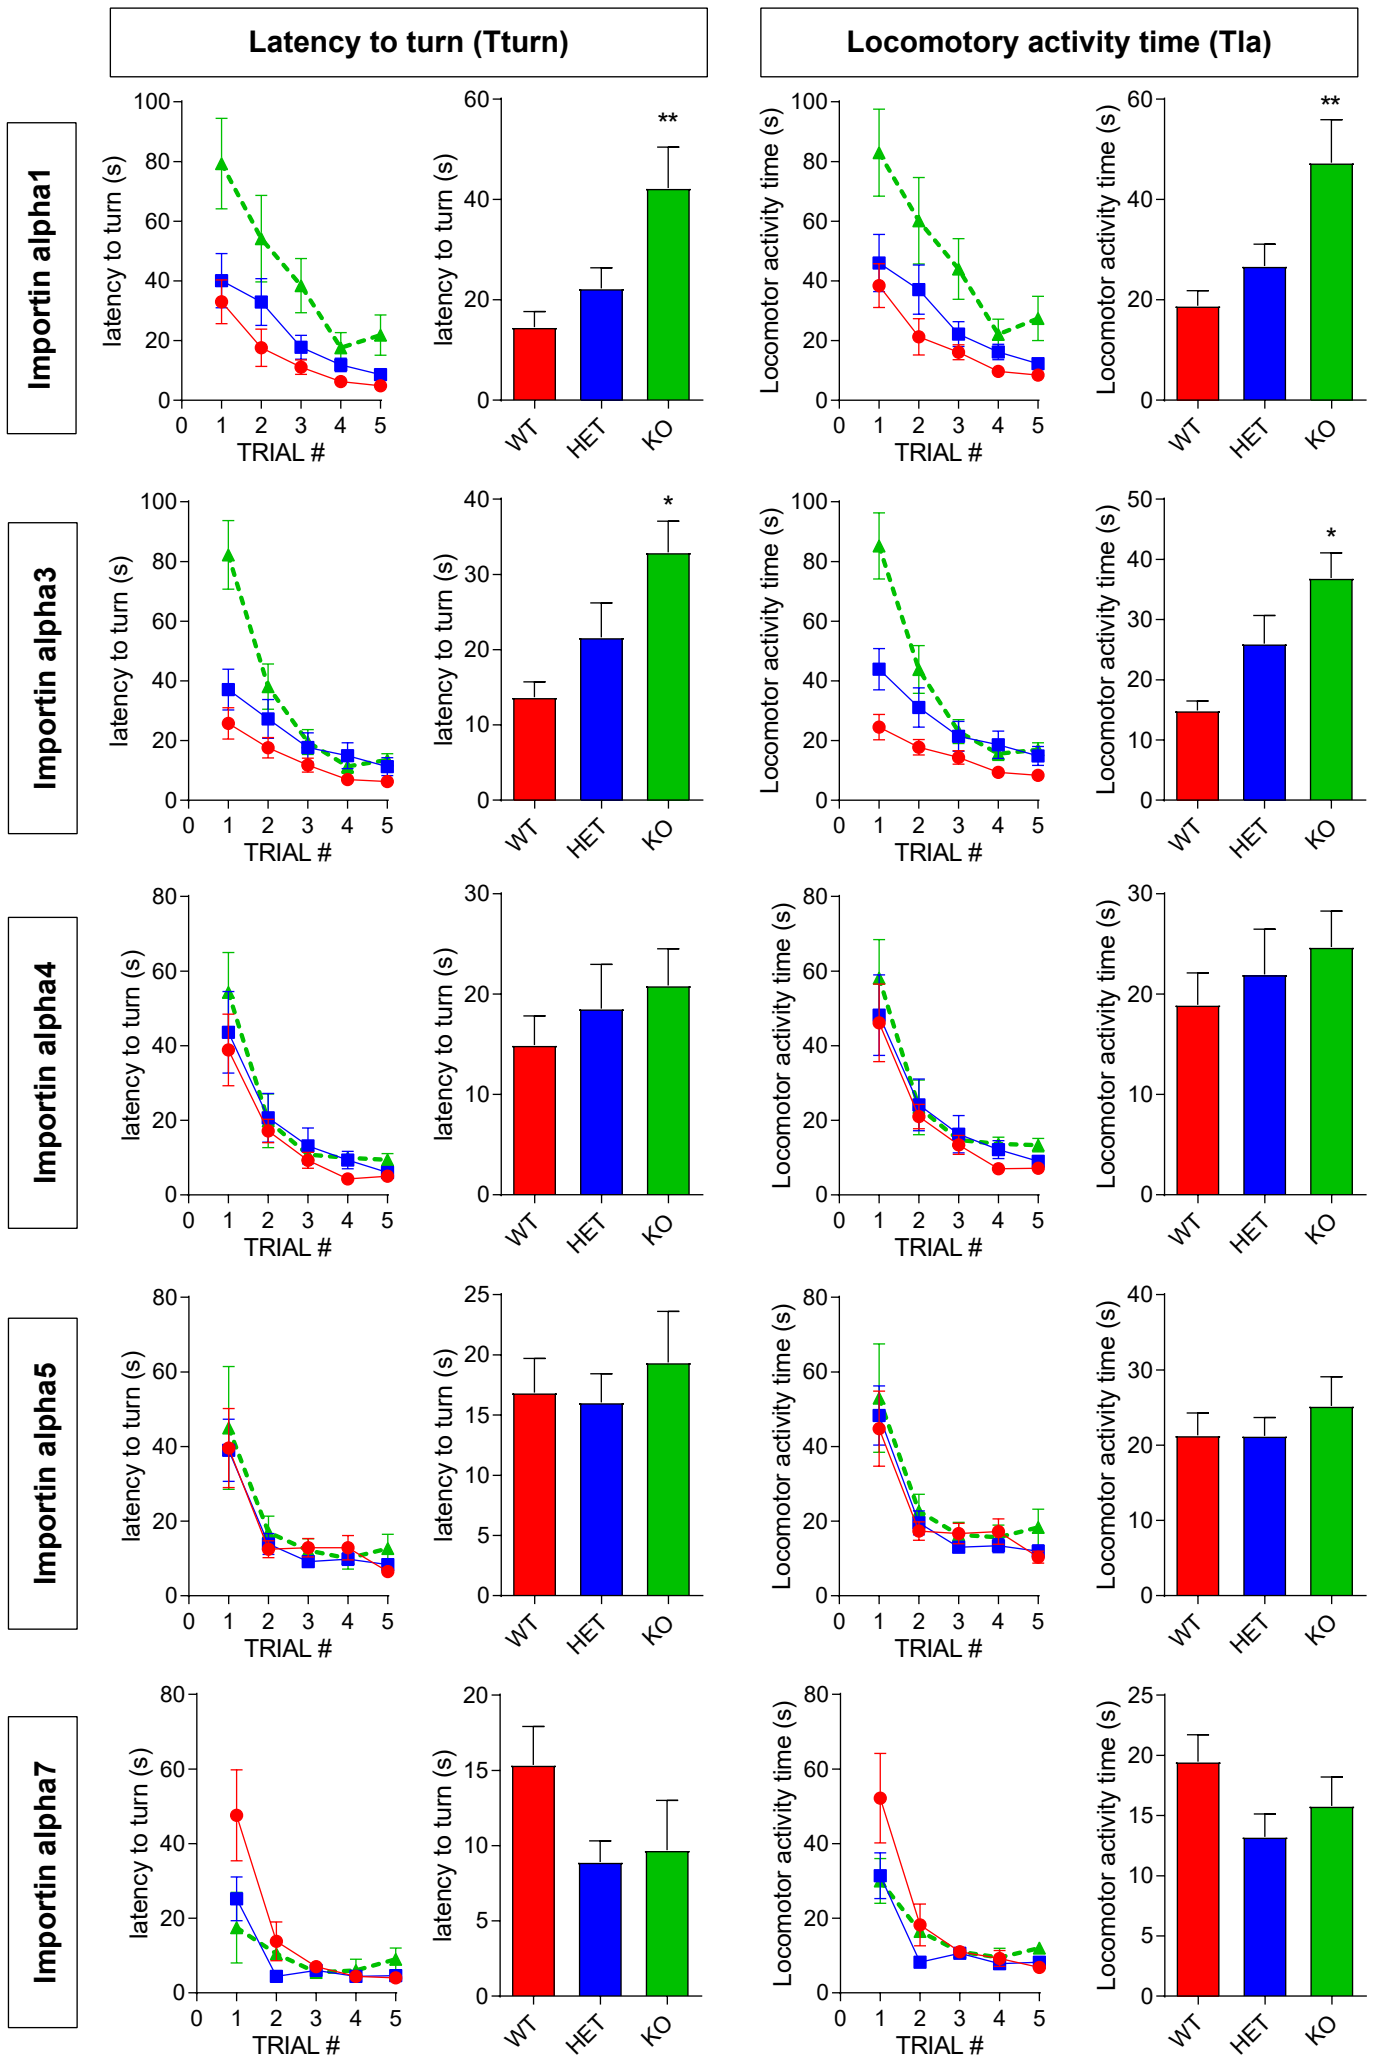 Latency to turn (Tturn)
Locomotory activity time (Tla)
Importin alpha1
latency to turn (s)
100
80
60
40
20
0
0 1 2 3 4 5
TRIAL #
latency to turn (s)
60
40
20
0
WT HET KO
**
Locomotor activity time (s)
100
80
60
40
20
0
0 1 2 3 4 5
TRIAL #
Locomotor activity time (s)
60
40
20
0
WT HET KO
**
Importin alpha3
latency to turn (s)
100
80
60
40
20
0
0 1 2 3 4 5
TRIAL #
latency to turn (s)
40
30
20
10
0
WT HET KO
*
Locomotor activity time (s)
100
80
60
40
20
0
0 1 2 3 4 5
TRIAL #
Locomotor activity time (s)
50
40
30
20
10
0
WT HET KO
*
Importin alpha4
latency to turn (s)
80
60
40
20
0
0 1 2 3 4 5
TRIAL #
latency to turn (s)
30
20
10
0
WT HET KO
Locomotor activity time (s)
80
60
40
20
0
0 1 2 3 4 5
TRIAL #
Locomotor activity time (s)
30
20
10
0
WT HET KO
Importin alpha5
latency to turn (s)
80
60
40
20
0
0 1 2 3 4 5
TRIAL #
latency to turn (s)
25
20
15
10
5
0
WT HET KO
Locomotor activity time (s)
80
60
40
20
0
0 1 2 3 4 5
TRIAL #
Locomotor activity time (s)
40
30
20
10
0
WT HET KO
Importin alpha7
latency to turn (s)
80
60
40
20
0
0 1 2 3 4 5
TRIAL #
latency to turn (s)
20
15
10
5
0
WT HET KO
Locomotor activity time (s)
80
60
40
20
0
0 1 2 3 4 5
TRIAL #
Locomotor activity time (s)
25
20
15
10
5
0
WT HET KO